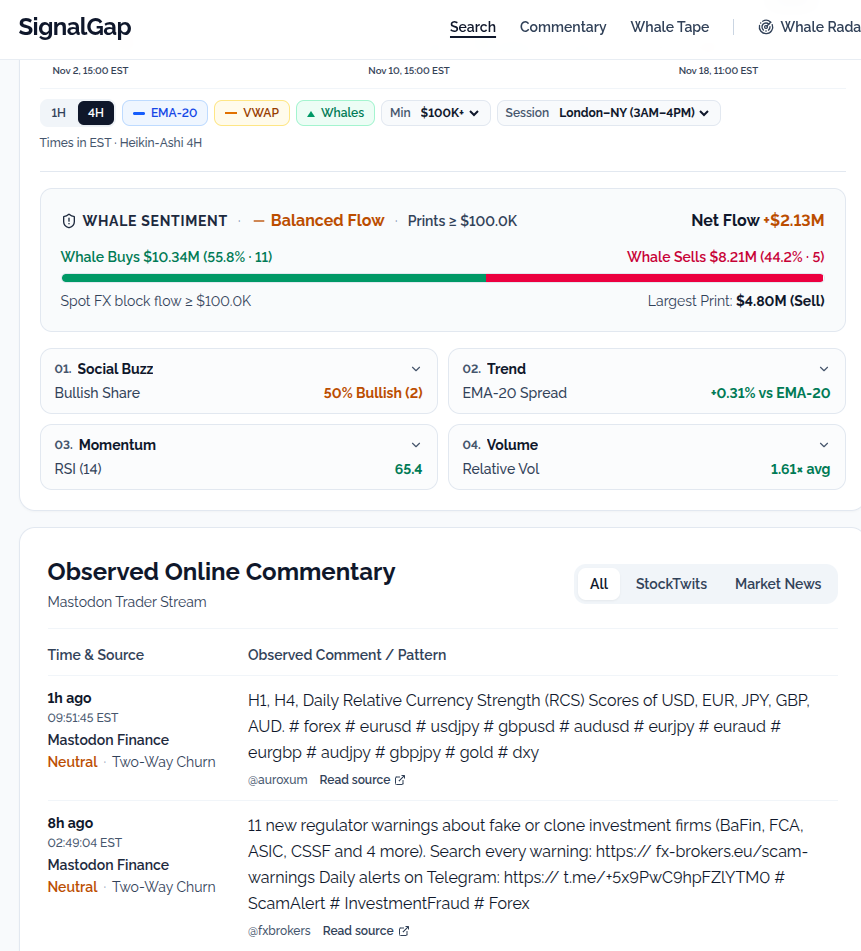 SignalGap
Search Commentary Whale Tape Whale Rada
Nov 2, 15:00 EST Nov 10, 15:00 EST Nov 18, 11:00 EST
1H 4H EMA-20 VWAP Whales Min $100K+ Session London–NY (3AM–4PM)
Times in EST · Heikin-Ashi 4H
WHALE SENTIMENT · — Balanced Flow · Prints ≥ $100.0K Net Flow +$2.13M
Whale Buys $10.34M (55.8% · 11) Whale Sells $8.21M (44.2% · 5)
Spot FX block flow ≥ $100.0K Largest Print: $4.80M (Sell)
01. Social Buzz
Bullish Share 50% Bullish (2)
02. Trend
EMA-20 Spread +0.31% vs EMA-20
03. Momentum
RSI (14) 65.4
04. Volume
Relative Vol 1.61× avg
Observed Online Commentary
Mastodon Trader Stream
All StockTwits Market News
Time & Source Observed Comment / Pattern
1h ago
09:51:45 EST
Mastodon Finance
Neutral · Two-Way Churn
H1, H4, Daily Relative Currency Strength (RCS) Scores of USD, EUR, JPY, GBP,
AUD. # forex # eurusd # usdjpy # gbpusd # audusd # eurjpy # euraud #
eurgbp # audjpy # gbpjpy # gold # dxy
@auroxum Read source
8h ago
02:49:04 EST
Mastodon Finance
Neutral · Two-Way Churn
11 new regulator warnings about fake or clone investment firms (BaFin, FCA,
ASIC, CSSF and 4 more). Search every warning: https:// fx-brokers.eu/scam-
warnings Daily alerts on Telegram: https:// t.me/+5x9PwC9hpFZlYTM0 #
ScamAlert # InvestmentFraud # Forex
@fxbrokers Read source